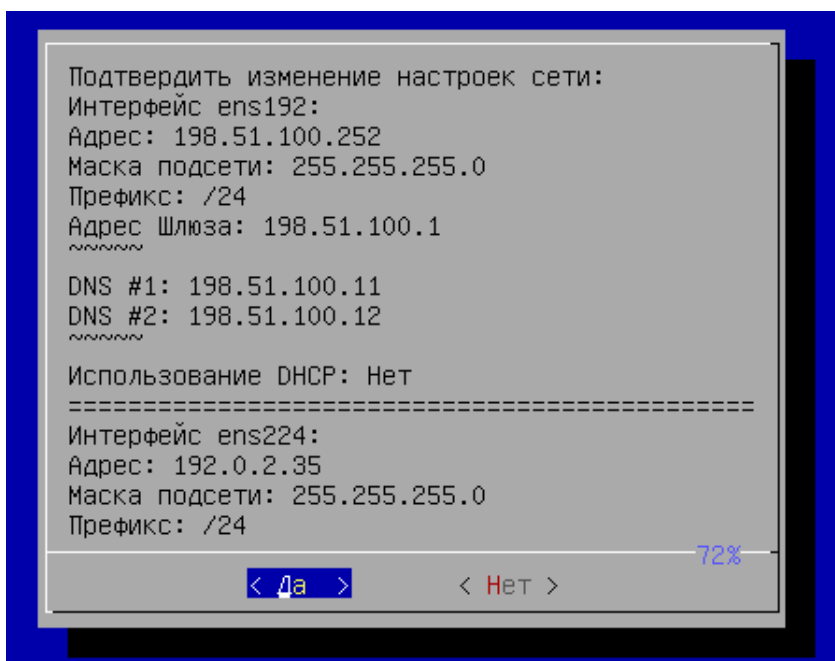 Подтвердить изменение настроек сети:
Интерфейс ens192:
Адрес: 198.51.100.252
Маска подсети: 255.255.255.0
Префикс: /24
Адрес Шлюза: 198.51.100.1
~~~~~
DNS #1: 198.51.100.11
DNS #2: 198.51.100.12
~~~~~
Использование DHCP: Нет
==============================================
Интерфейс ens224:
Адрес: 192.0.2.35
Маска подсети: 255.255.255.0
Префикс: /24
72%
< Да > < Нет >